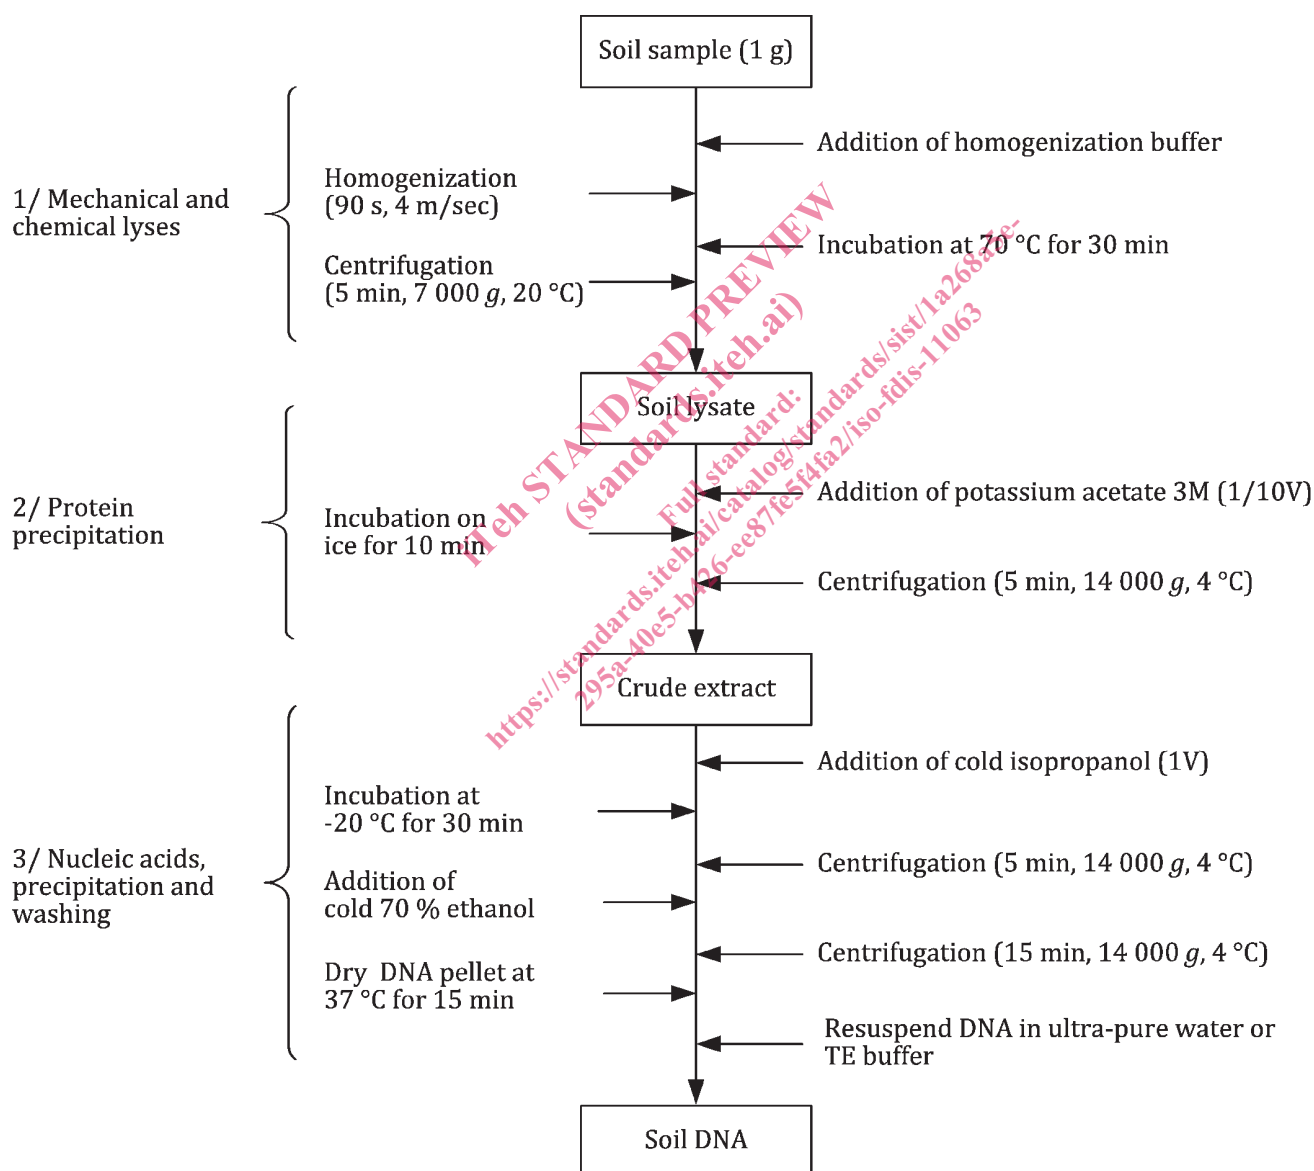 Soil sample (1 g)
Addition of homogenization buffer
1/ Mechanical and
chemical lyses
Homogenization
(90 s, 4 m/sec)
Incubation at 70 °C for 30 min
Centrifugation
(5 min, 7 000 g, 20 °C)
Soil lysate
2/ Protein
precipitation
Addition of potassium acetate 3M (1/10V)
Incubation on
ice for 10 min
Centrifugation (5 min, 14 000 g, 4 °C)
Crude extract
3/ Nucleic acids,
precipitation and
washing
Addition of cold isopropanol (1V)
Incubation at
-20 °C for 30 min
Centrifugation (5 min, 14 000 g, 4 °C)
Addition of
cold 70 % ethanol
Centrifugation (15 min, 14 000 g, 4 °C)
Dry DNA pellet at
37 °C for 15 min
Resuspend DNA in ultra-pure water or
TE buffer
Soil DNA
iTeh STANDARD PREVIEW
(standards.iteh.ai)
Full standard:
https://standards.iteh.ai/catalog/standards/sist/1a268a5e-
295a-40e5-b426-ee87fe5f4fa2/iso-fdis-11063